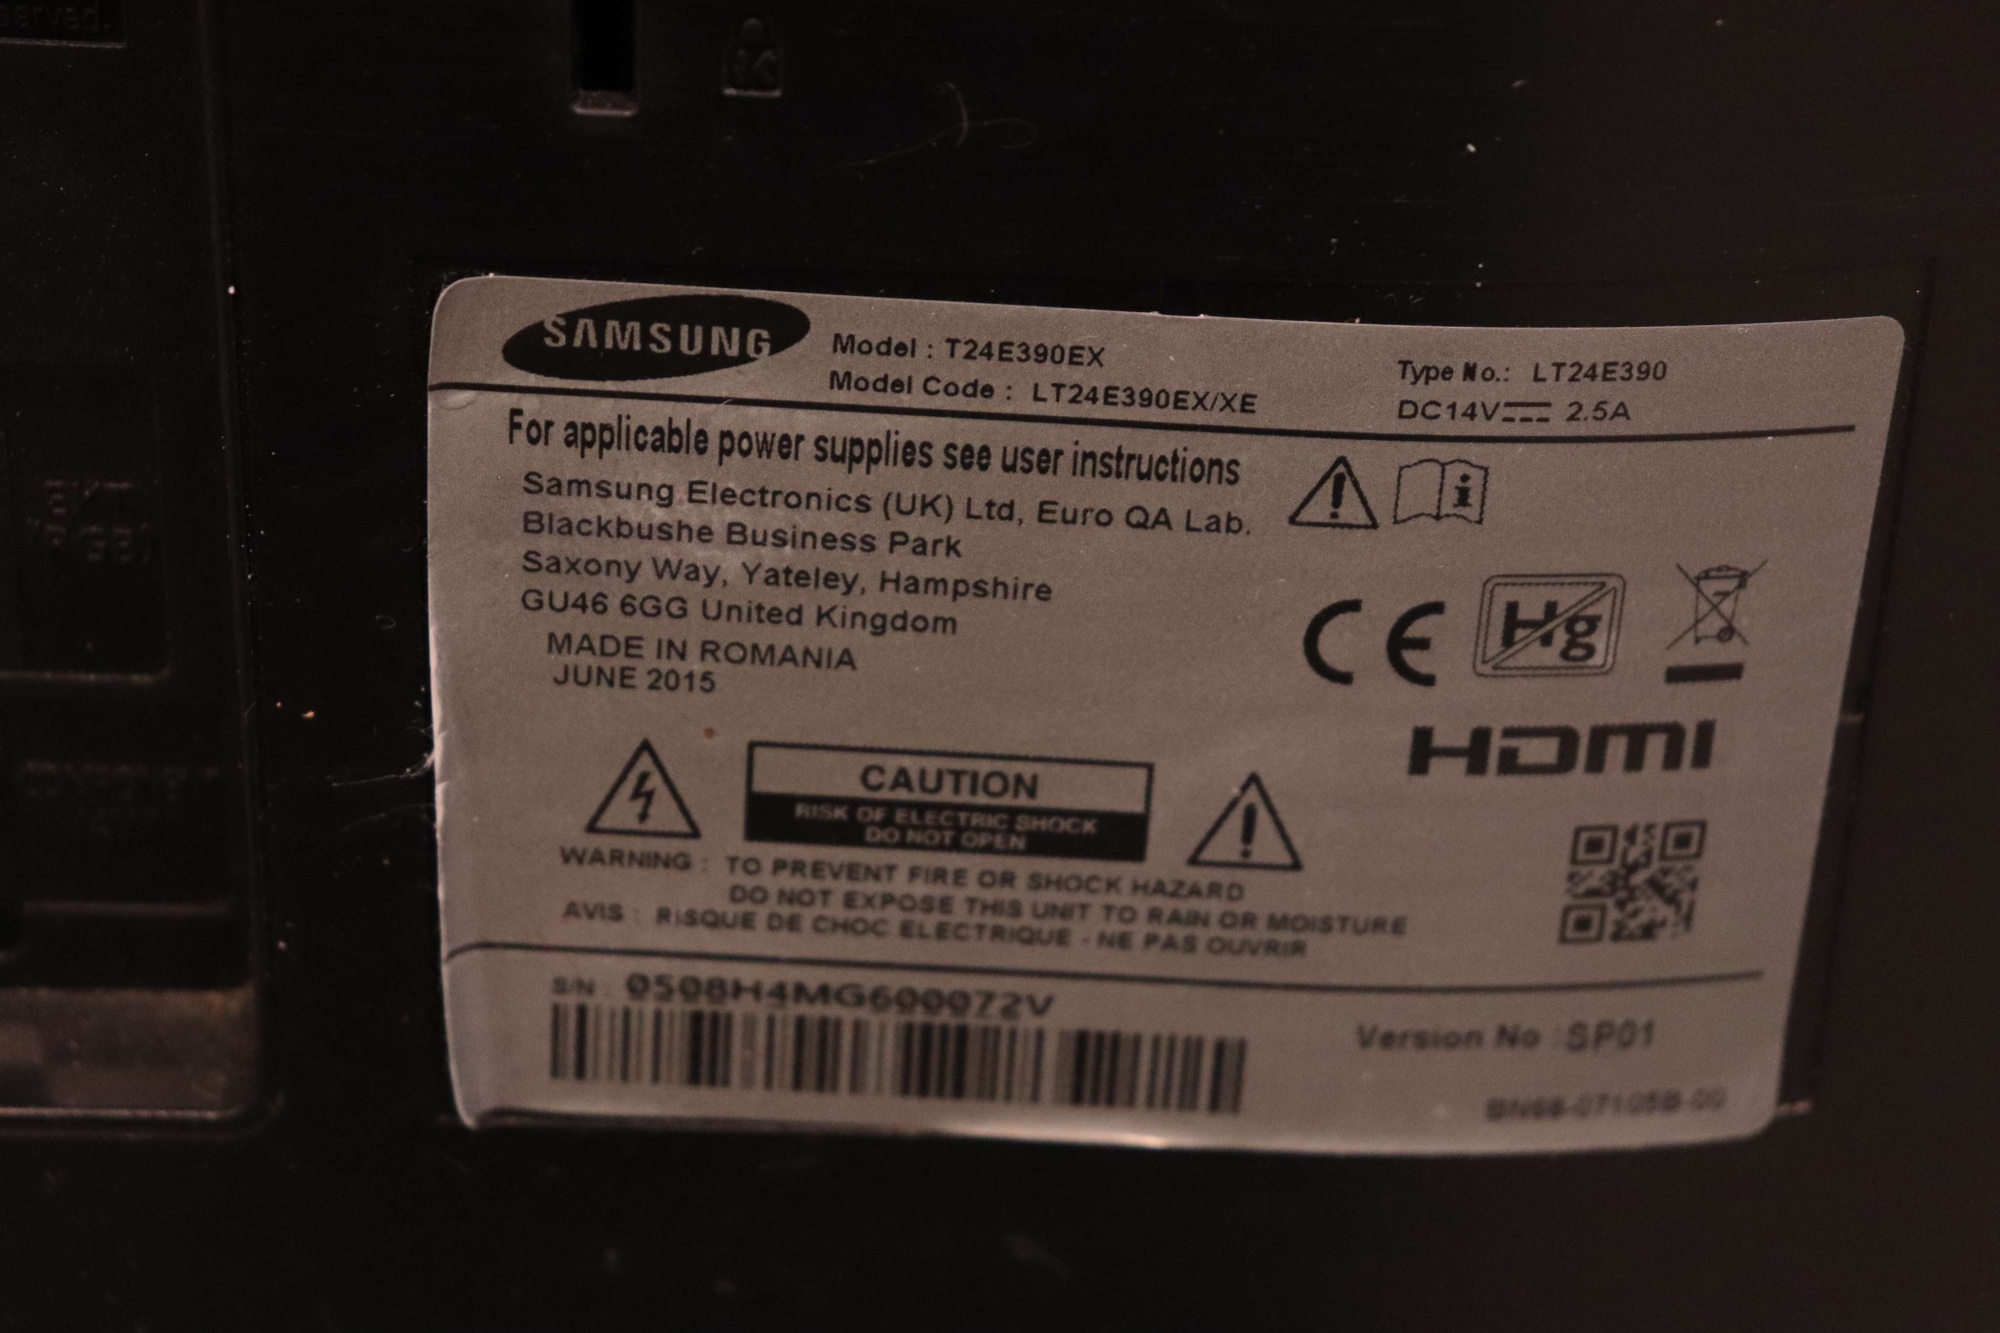 served.
SAMSUNG
Model : T24E390EX
Model Code : LT24E390EX/XE
Type No.: LT24E390
DC14V 2.5A
For applicable power supplies see user instructions
Samsung Electronics (UK) Ltd, Euro QA Lab.
Blackbushe Business Park
Saxony Way, Yateley, Hampshire
GU46 6GG United Kingdom
MADE IN ROMANIA
JUNE 2015
i
CE
Hg
HDMI
CAUTION
RISK OF ELECTRIC SHOCK
DO NOT OPEN
WARNING : TO PREVENT FIRE OR SHOCK HAZARD
DO NOT EXPOSE THIS UNIT TO RAIN OR MOISTURE
AVIS : RISQUE DE CHOC ELECTRIQUE - NE PAS OUVRIR
S/N : 0508H4MG600072V
Version No : SP01
EXT
(RGB)